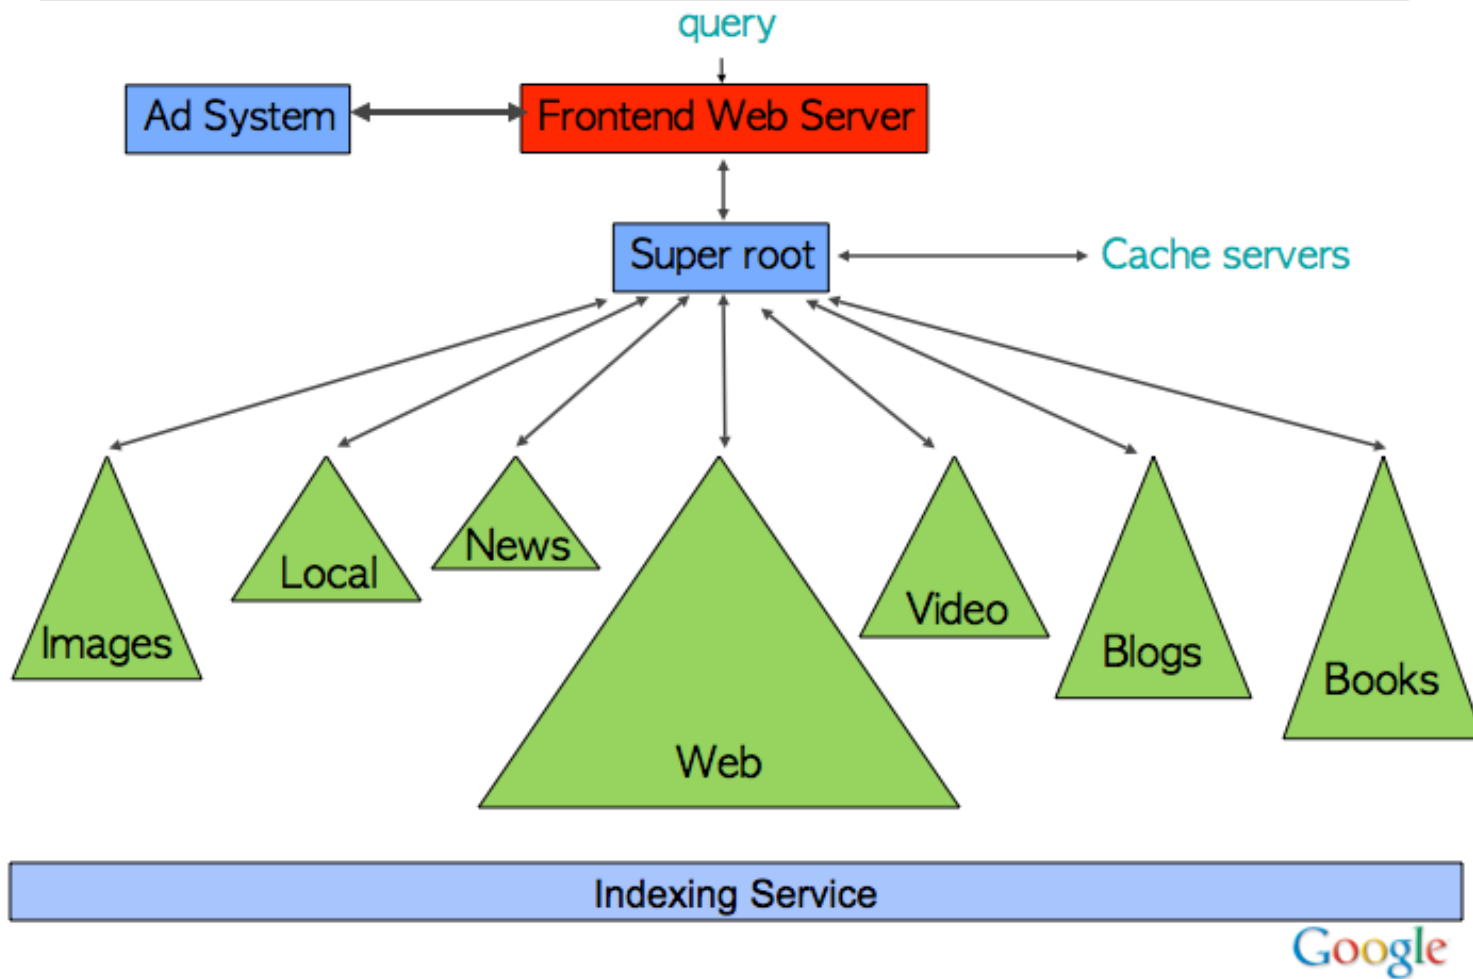 query
Ad System
Frontend Web Server
Super root
Cache servers
Images
Local
News
Web
Video
Blogs
Books
Indexing Service
Google